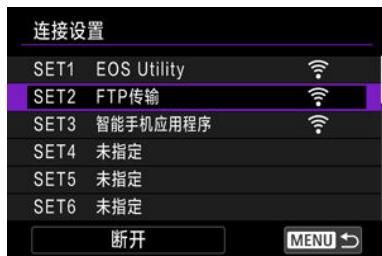 连接设置
SET1 EOS Utility
SET2 FTP传输
SET3 智能手机应用程序
SET4 未指定
SET5 未指定
SET6 未指定
断开 MENU